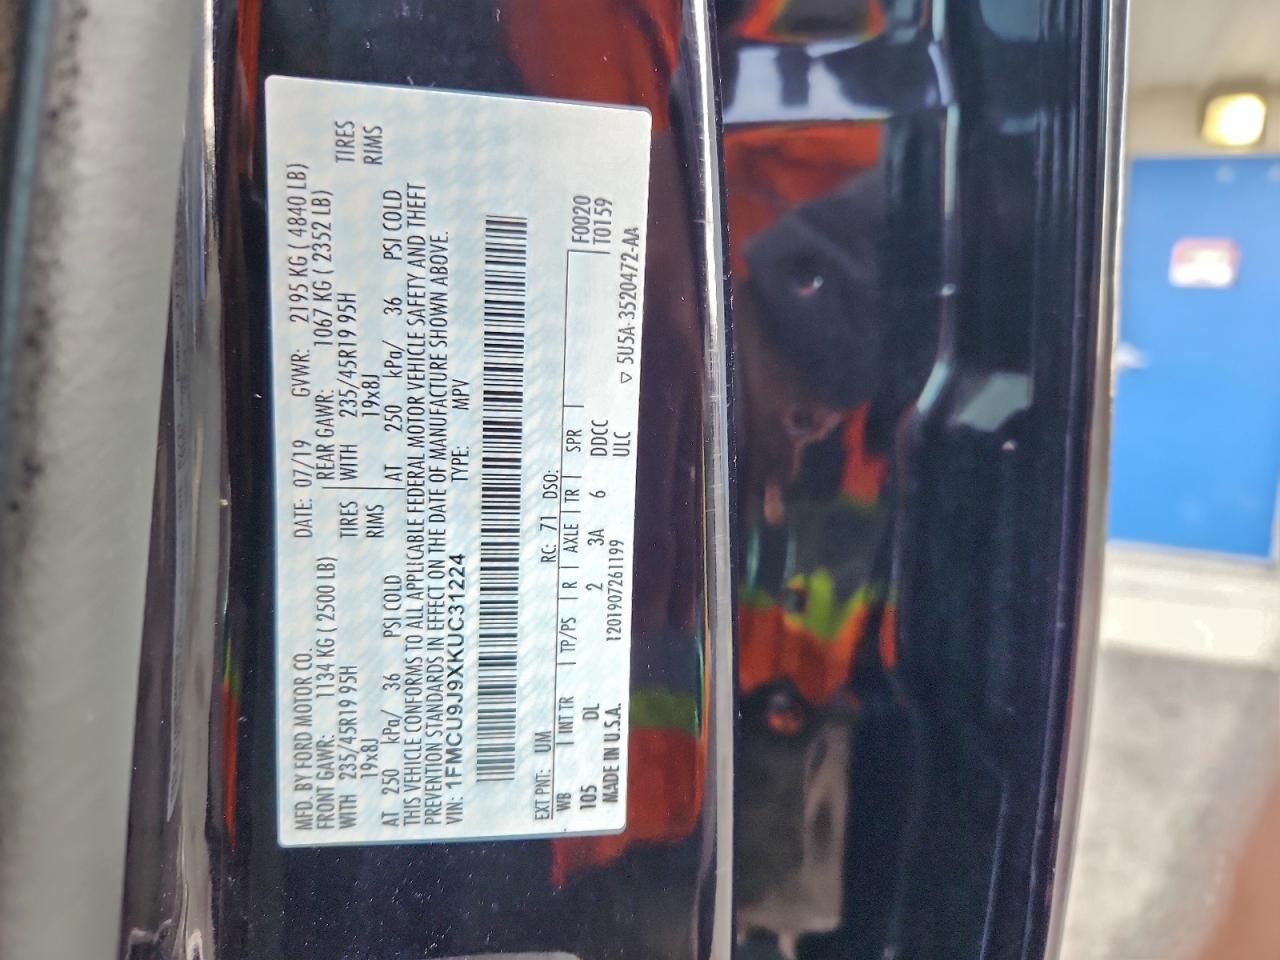 MFD. BY FORD MOTOR CO. DATE: 07/19 GVWR: 2195 KG ( 4840 LB)
FRONT GAWR: 1134 KG ( 2500 LB) REAR GAWR: 1067 KG ( 2352 LB)
WITH 235/45R19 95H TIRES WITH 235/45R19 95H TIRES
19x8J RIMS 19x8J RIMS
AT 250 kPa/ 36 PSI COLD AT 250 kPa/ 36 PSI COLD
THIS VEHICLE CONFORMS TO ALL APPLICABLE FEDERAL MOTOR VEHICLE SAFETY AND THEFT
PREVENTION STANDARDS IN EFFECT ON THE DATE OF MANUFACTURE SHOWN ABOVE.
VIN: 1FMCU9J9XKUC31224 TYPE: MPV
EXT PNT: UM RC: 71 DSO:
WB INT TR TP/PS R AXLE TR SPR F0020
105 DL 2 3A 6 DDCC T0159
MADE IN U.S.A. 1201907261199 ULC
▽ 5U5A-3520472-AA